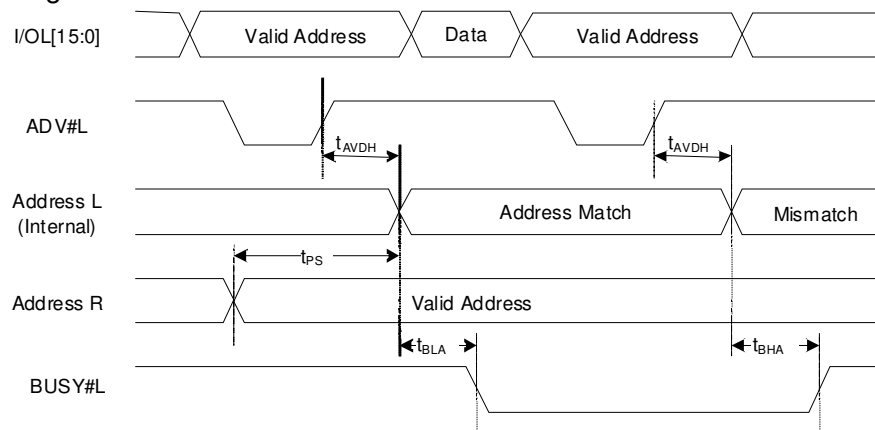 I/OL[15:0]
Valid Address
Data
Valid Address
ADV#L
tAVDH
tAVDH
Address L
(Internal)
Address Match
Mismatch
tPS
Address R
Valid Address
tBLA
tBHA
BUSY#L